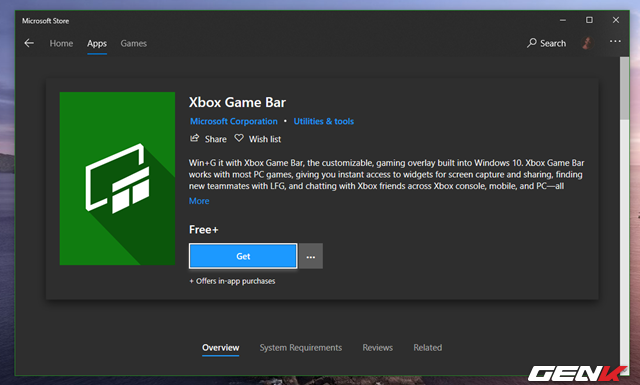 Microsoft Store
Home Apps Games Search
Xbox Game Bar
Microsoft Corporation • Utilities & tools
Share Wish list
Win+G it with Xbox Game Bar, the customizable, gaming overlay built into Windows 10. Xbox Game Bar
works with most PC games, giving you instant access to widgets for screen capture and sharing, finding
new teammates with LFG, and chatting with Xbox friends across Xbox console, mobile, and PC—all
More
Free+
Get ...
+ Offers in-app purchases
Overview System Requirements Reviews Related
GENK